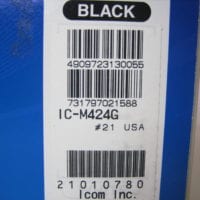 BLACK
4909723130055
731797021588
IC-M424G
#21 USA
21010780
Icom Inc.